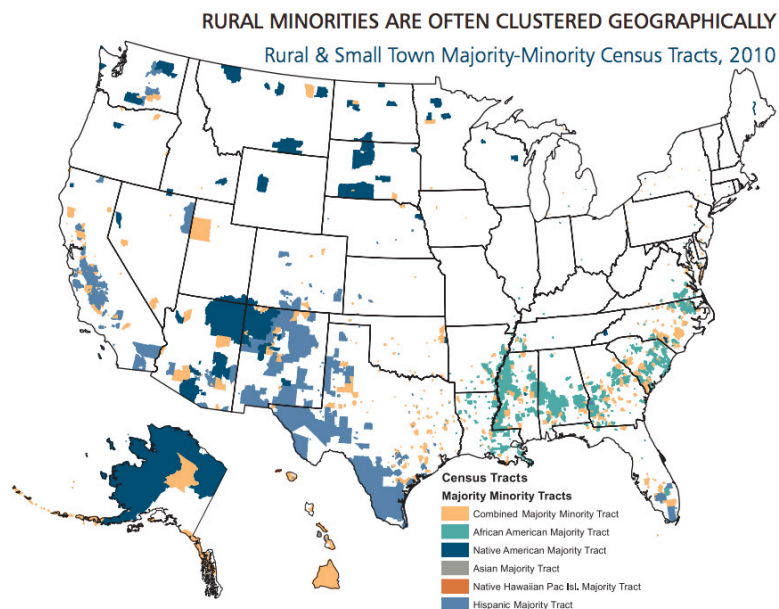 RURAL MINORITIES ARE OFTEN CLUSTERED GEOGRAPHICALLY
Rural & Small Town Majority-Minority Census Tracts, 2010
Census Tracts
Majority Minority Tracts
Combined Majority Minority Tract
African American Majority Tract
Native American Majority Tract
Asian Majority Tract
Native Hawaiian Pac Isl. Majority Tract
Hispanic Majority Tract